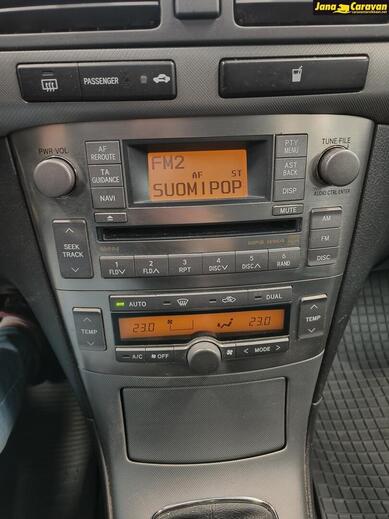 Jana Caravan
PASSENGER
PWR·VOL
AF REROUTE
TA GUIDANCE
NAVI
FM2
AF ST
SUOMIPOP
PTY MENU
AST BACK
DISP
MUTE
TUNE·FILE
AUDIO CTRL/ENTER
SEEK TRACK
1 FLD∨
2 FLD∧
3 RPT
4 DISC∨
5 DISC∧
6 RAND
AM
FM
DISC
AUTO
DUAL
TEMP
23.0
23.0
TEMP
A/C
OFF
MODE